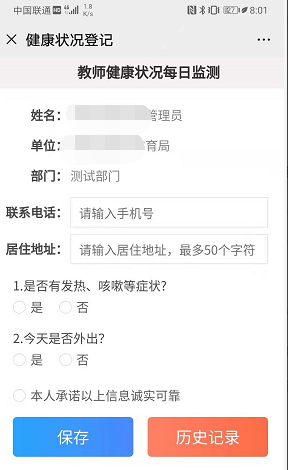 中国联通 HD 4G 1.8 K/s 27 8:01
× 健康状况登记 ···
教师健康状况每日监测
姓名： 管理员
单位： 育局
部门： 测试部门
联系电话： 请输入手机号
居住地址： 请输入居住地址，最多50个字符
1.是否有发热、咳嗽等症状?
是 否
2.今天是否外出?
是 否
本人承诺以上信息诚实可靠
保存 历史记录